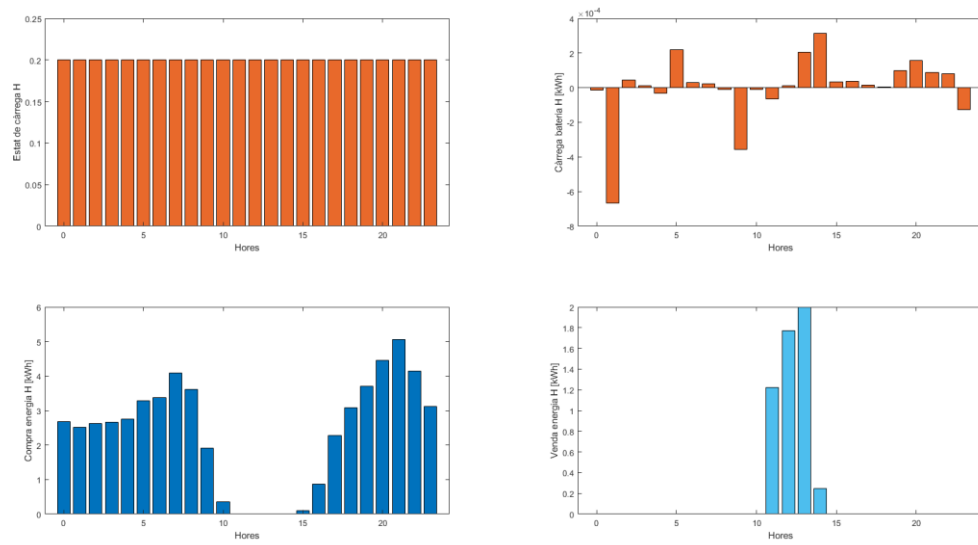 0.25
0.2
0.15
0.1
0.05
0
Estat de càrrega H
0 5 10 15 20
Hores
×10⁻⁴
4
2
0
-2
-4
-6
-8
Càrrega bateria H [kWh]
0 5 10 15 20
Hores
6
5
4
3
2
1
0
Compra energia H [kWh]
0 5 10 15 20
Hores
2
1.8
1.6
1.4
1.2
1
0.8
0.6
0.4
0.2
0
Venda energia H [kWh]
0 5 10 15 20
Hores